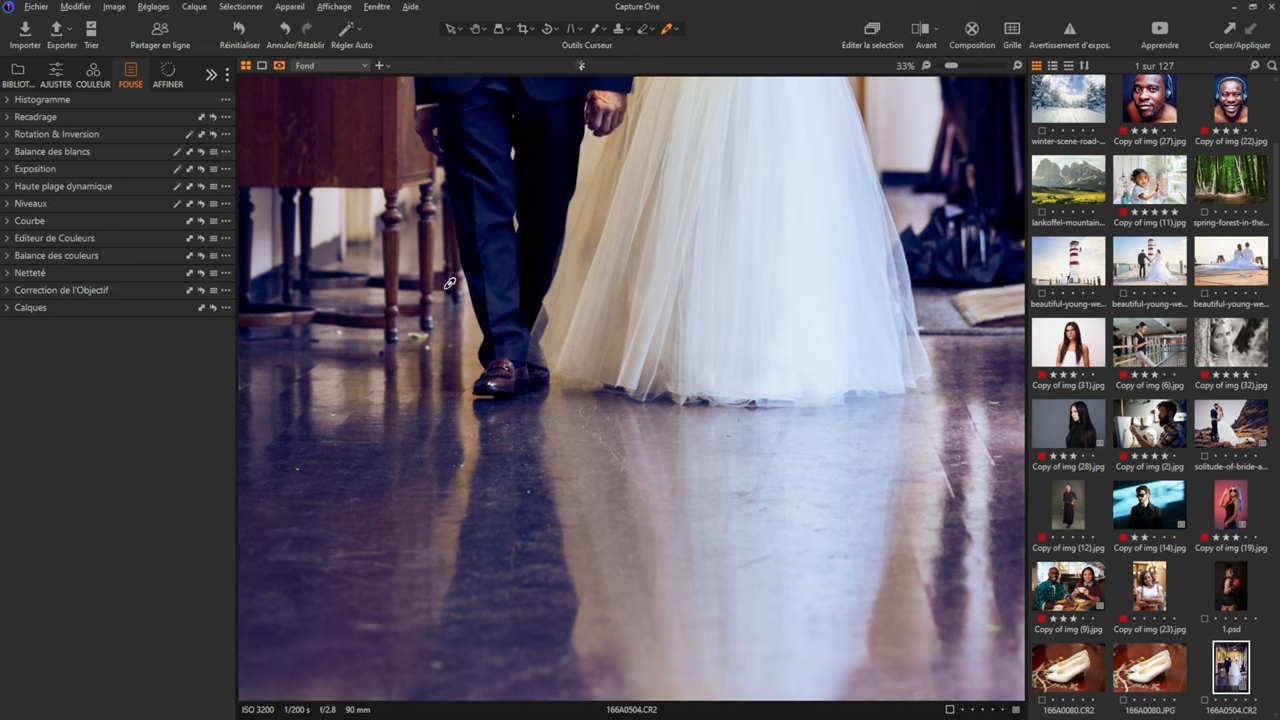 Fichier Modifier Image Réglages Calque Sélectionner Appareil Affichage Fenêtre Aide
Capture One
Importer Exporter Trier
Partager en ligne
Réinitialiser Annuler/Rétablir Régler Auto
Outils Curseur
Editer la selection Avant Composition Grille Avertissement d'expos. Apprendre Copier/Appliquer
Fond
33%
1 sur 127
BIBLIOT... AJUSTER COULEUR FOUSE AFFINER
Histogramme
Recadrage
Rotation & Inversion
Balance des blancs
Exposition
Haute plage dynamique
Niveaux
Courbe
Editeur de Couleurs
Balance des couleurs
Netteté
Correction de l'Objectif
Calques
winter-scene-road-... Copy of img (27).jpg Copy of img (22).jpg
lankoffel-mountain... Copy of img (11).jpg spring-forest-in-the...
beautiful-young-we... beautiful-young-we... beautiful-young-we...
Copy of img (31).jpg Copy of img (6).jpg Copy of img (32).jpg
Copy of img (28).jpg Copy of img (2).jpg solitude-of-bride-a...
Copy of img (12).jpg Copy of img (14).jpg Copy of img (19).jpg
Copy of img (9).jpg Copy of img (23).jpg 1.psd
166A0080.CR2 166A0080.JPG 166A0504.CR2
ISO 3200 1/200 s f/2.8 90 mm
166A0504.CR2